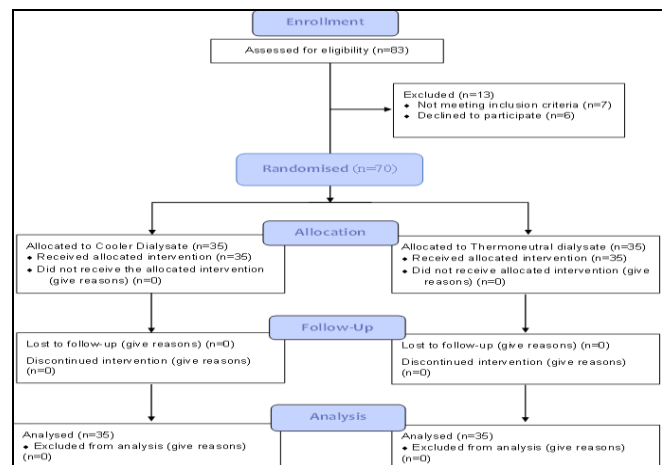 Enrollment
Assessed for eligibility (n=83)
Excluded (n=13)
◆ Not meeting inclusion criteria (n=7)
◆ Declined to participate (n=6)
Randomised (n=70)
Allocation
Allocated to Cooler Dialysate (n=35)
◆ Received allocated intervention (n=35)
◆ Did not receive the allocated intervention
(give reasons) (n=0)
Allocated to Thermoneutral dialysate (n=35)
◆ Received allocated intervention (n=35)
◆ Did not receive allocated intervention (give
reasons) (n=0)
Follow-Up
Lost to follow-up (give reasons) (n=0)
Discontinued intervention (give reasons)
(n=0)
Lost to follow-up (give reasons) (n=0)
Discontinued intervention (give reasons)
(n=0)
Analysis
Analysed (n=35)
◆ Excluded from analysis (give reasons)
(n=0)
Analysed (n=35)
◆ Excluded from analysis (give reasons)
(n=0)